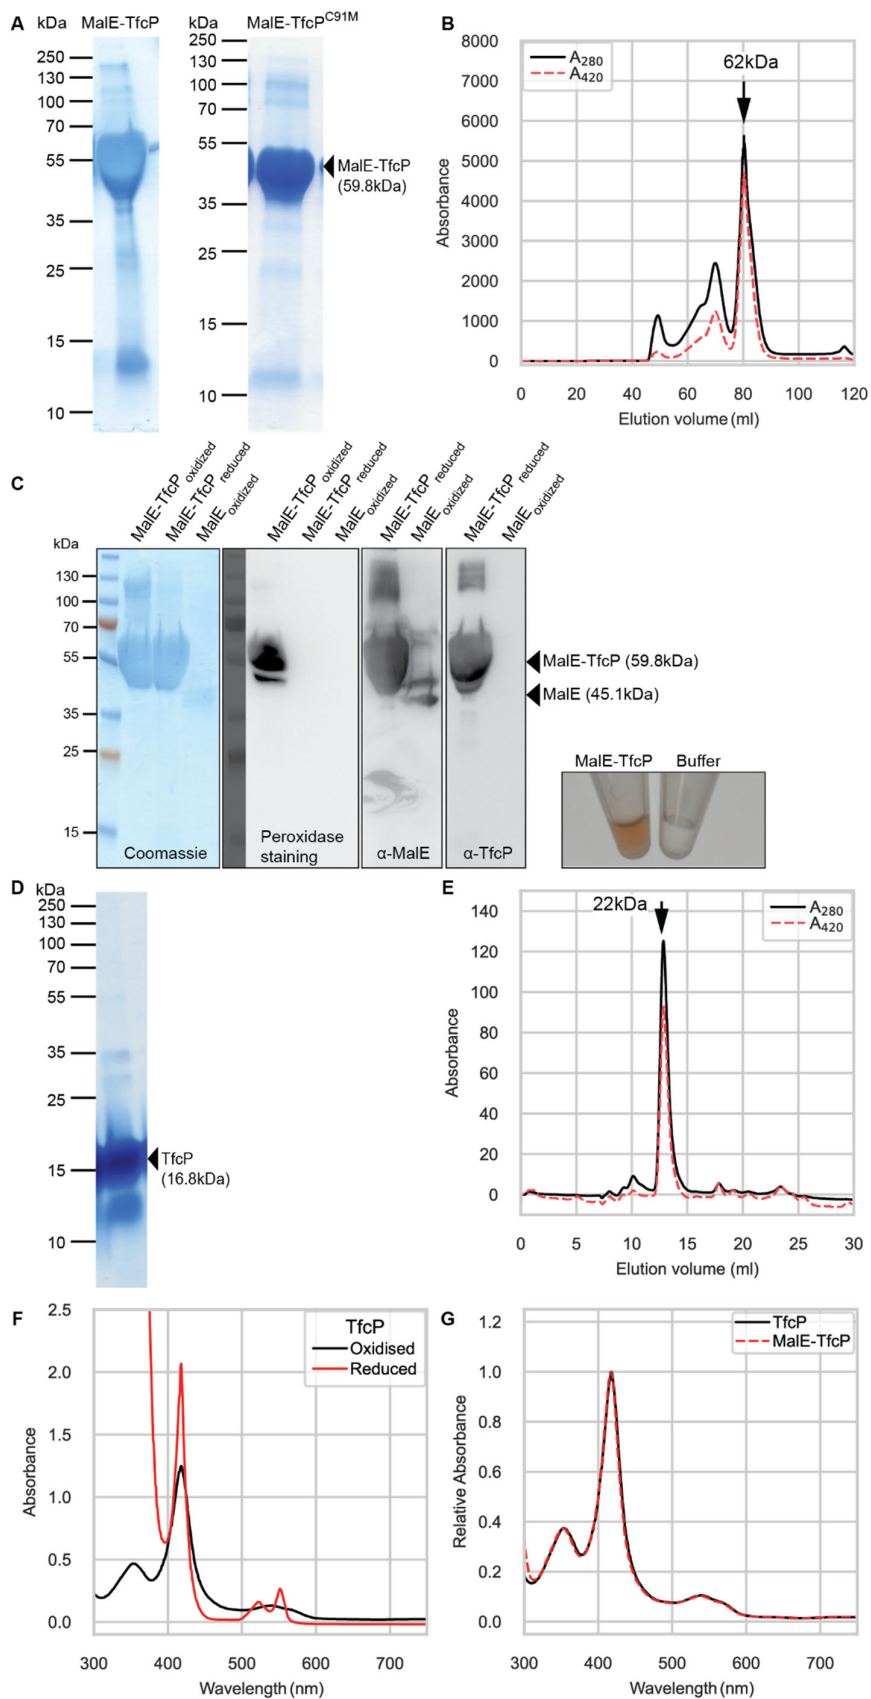 A
kDa MalE-TfcP
250
130
100
70
55
35
25
15
10
kDa MalE-TfcP^C91M
250
130
100
70
55
35
25
15
10
MalE-TfcP
(59.8kDa)
B
8000
7000
6000
5000
4000
3000
2000
1000
0
Absorbance
A280
A420
62kDa
0 20 40 60 80 100 120
Elution volume (ml)
C
MalE-TfcP oxidized
MalE-TfcP reduced
MalE oxidized
MalE-TfcP oxidized
MalE-TfcP reduced
MalE oxidized
MalE-TfcP reduced
MalE oxidized
MalE-TfcP reduced
MalE oxidized
kDa
130
100
70
55
35
25
15
Coomassie
Peroxidase
staining
α-MalE
α-TfcP
MalE-TfcP (59.8kDa)
MalE (45.1kDa)
MalE-TfcP Buffer
D
kDa
250
130
100
70
55
35
25
15
10
TfcP
(16.8kDa)
E
140
120
100
80
60
40
20
0
Absorbance
22kDa
A280
A420
0 5 10 15 20 25 30
Elution volume (ml)
F
2.5
2.0
1.5
1.0
0.5
0.0
Absorbance
TfcP
Oxidised
Reduced
300 400 500 600 700
Wavelength (nm)
G
1.2
1.0
0.8
0.6
0.4
0.2
0.0
Relative Absorbance
TfcP
MalE-TfcP
300 400 500 600 700
Wavelength (nm)